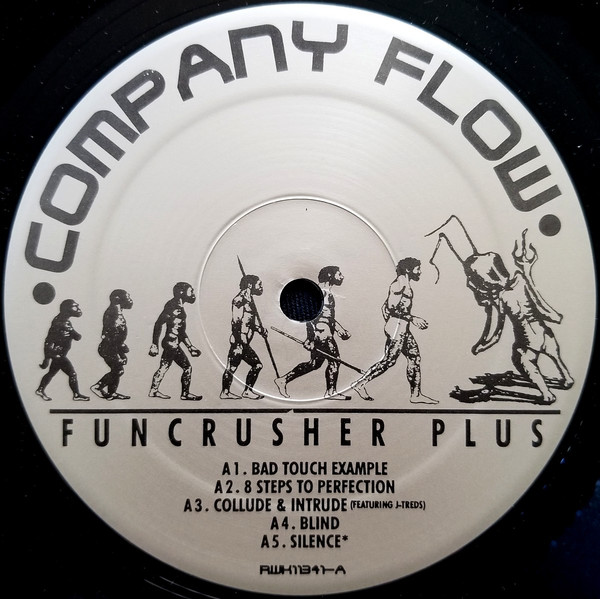 •COMPANY FLOW•
FUNCRUSHER PLUS
A1. BAD TOUCH EXAMPLE
A2. 8 STEPS TO PERFECTION
A3. COLLUDE & INTRUDE (FEATURING J-TREDS)
A4. BLIND
A5. SILENCE*
RWK11341-A